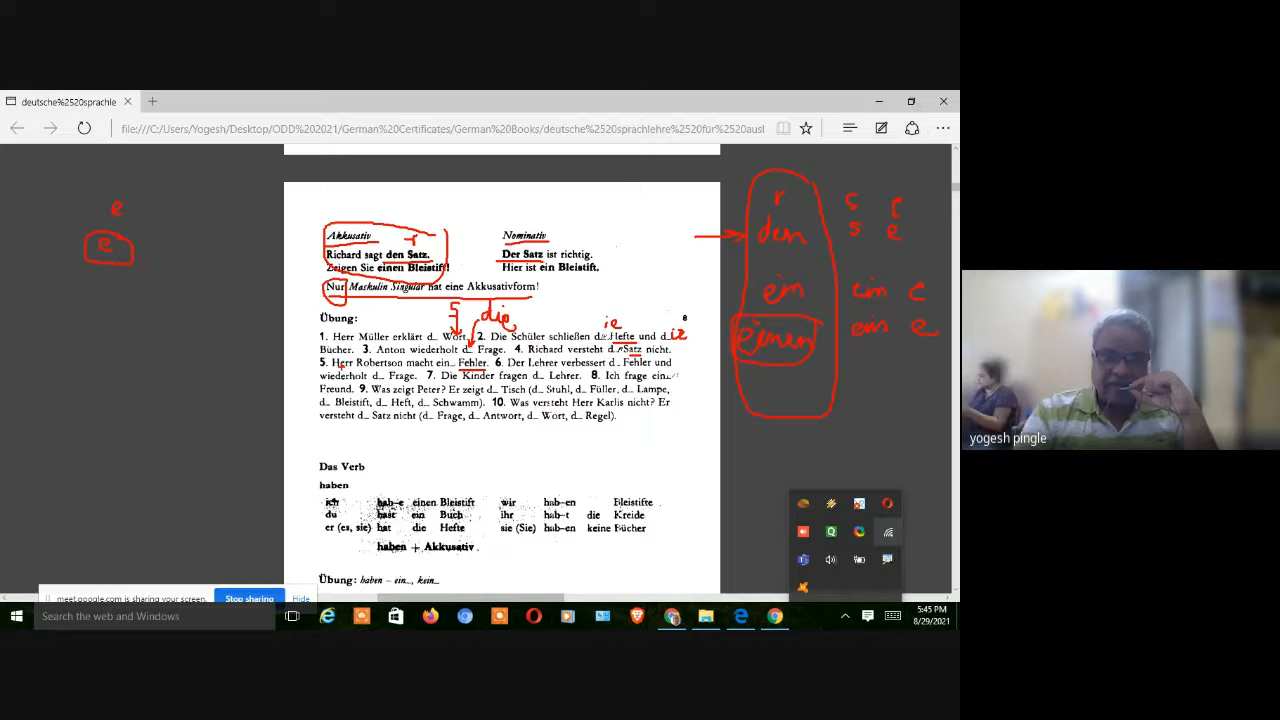 deutsche%2520sprachle
file:///C:/Users/Yogesh/Desktop/ODD%202021/German%20Certificates/German%20Books/deutsche%2520sprachlehre%2520für%2520ausl
e
e
r s e
den s e
ein ein e
einen ein e
Akkusativ Nominativ
r
Richard sagt den Satz. Der Satz ist richtig.
Zeigen Sie einen Bleistift! Hier ist ein Bleistift.
Nur Maskulin Singular hat eine Akkusativform!
s die
Übung: 8
ie
1. Herr Müller erklärt d_ Wort. 2. Die Schüler schließen d_ Hefte und d_ ie
Bücher. 3. Anton wiederholt d_ Frage. 4. Richard versteht d_ Satz nicht.
5. Herr Robertson macht ein_ Fehler. 6. Der Lehrer verbessert d_ Fehler und
wiederholt d_ Frage. 7. Die Kinder fragen d_ Lehrer. 8. Ich frage ein_
Freund. 9. Was zeigt Peter? Er zeigt d_ Tisch (d_ Stuhl, d_ Füller, d_ Lampe,
d_ Bleistift, d_ Heft, d_ Schwamm). 10. Was versteht Herr Karlis nicht? Er
versteht d_ Satz nicht (d_ Frage, d_ Antwort, d_ Wort, d_ Regel).
Das Verb
haben
ich hab-e einen Bleistift wir hab-en Bleistifte
du hast ein Buch ihr hab-t die Kreide
er (es, sie) hat die Hefte sie (Sie) hab-en keine Bücher
haben + Akkusativ
Übung: haben – ein_, kein_
yogesh pingle
meet.google.com is sharing your screen. Stop sharing Hide
Search the web and Windows
5:45 PM
8/29/2021